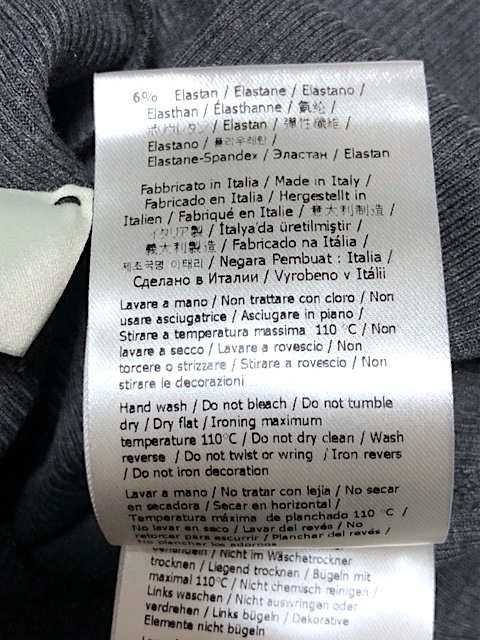 6% Elastan / Élastane / Elastano /
Elasthan / Élasthanne / 氨纶 /
ポリウレタン / Elastan / 彈性纖維 /
Elastano / 폴리우레탄 /
Elastane-Spandex / Эластан / Elastan
Fabbricato in Italia / Made in Italy /
Fabricado en Italia / Hergestellt in
Italien / Fabriqué en Italie / 意大利制造 /
イタリア製 / İtalya'da üretilmiştir /
義大利製造 / Fabricado na Itália /
제조국명 이태리 / Negara Pembuat : Italia /
Сделано в Италии / Vyrobeno v Itálii
Lavare a mano / Non trattare con cloro / Non
usare asciugatrice / Asciugare in piano /
Stirare a temperatura massima 110 °C / Non
lavare a secco / Lavare a rovescio / Non
torcere o strizzare / Stirare a rovescio / Non
stirare le decorazioni
Hand wash / Do not bleach / Do not tumble
dry / Dry flat / Ironing maximum
temperature 110°C / Do not dry clean / Wash
reverse / Do not twist or wring / Iron revers
/ Do not iron decoration
Lavar a mano / No tratar con lejía / No secar
en secadora / Secar en horizontal /
Temperatura máxima de planchado 110°C /
No lavar en seco / Lavar del revés / No
retorcer para escurrir / Planchar del revés / No
planchar los adornos
behandeln / Nicht im Wäschetrockner
trocknen / Liegend trocknen / Bügeln mit
maximal 110°C / Nicht chemisch reinigen /
Links waschen / Nicht auswringen oder
verdrehen / Links bügeln / Dekorative
Elemente nicht bügeln